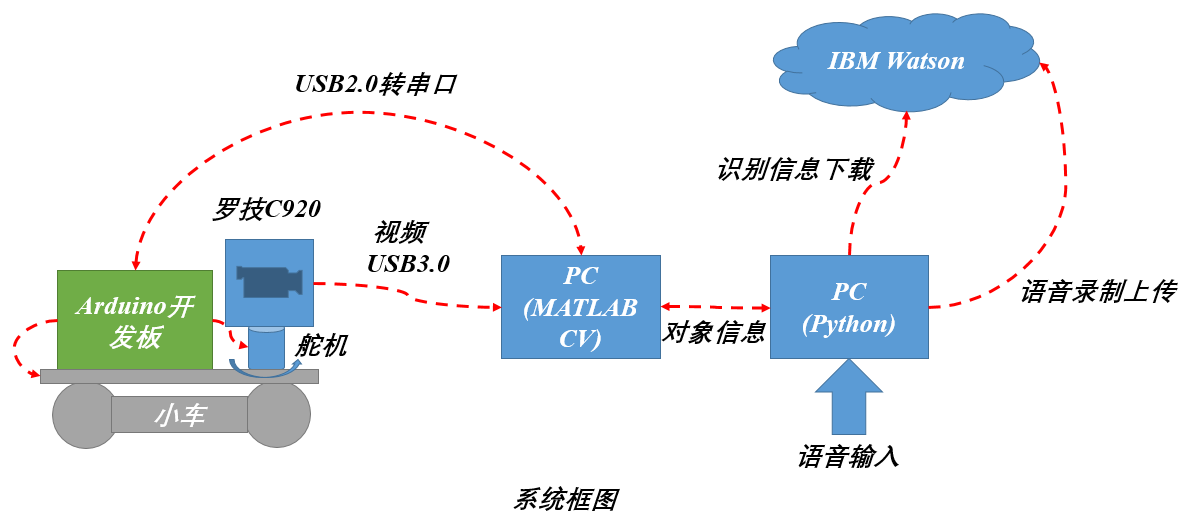 IBM Watson
USB2.0转串口
识别信息下载
罗技C920
视频
USB3.0
语音录制上传
PC
(MATLAB
CV)
PC
(Python)
Arduino开
发板
对象信息
舵机
小车
语音输入
系统框图